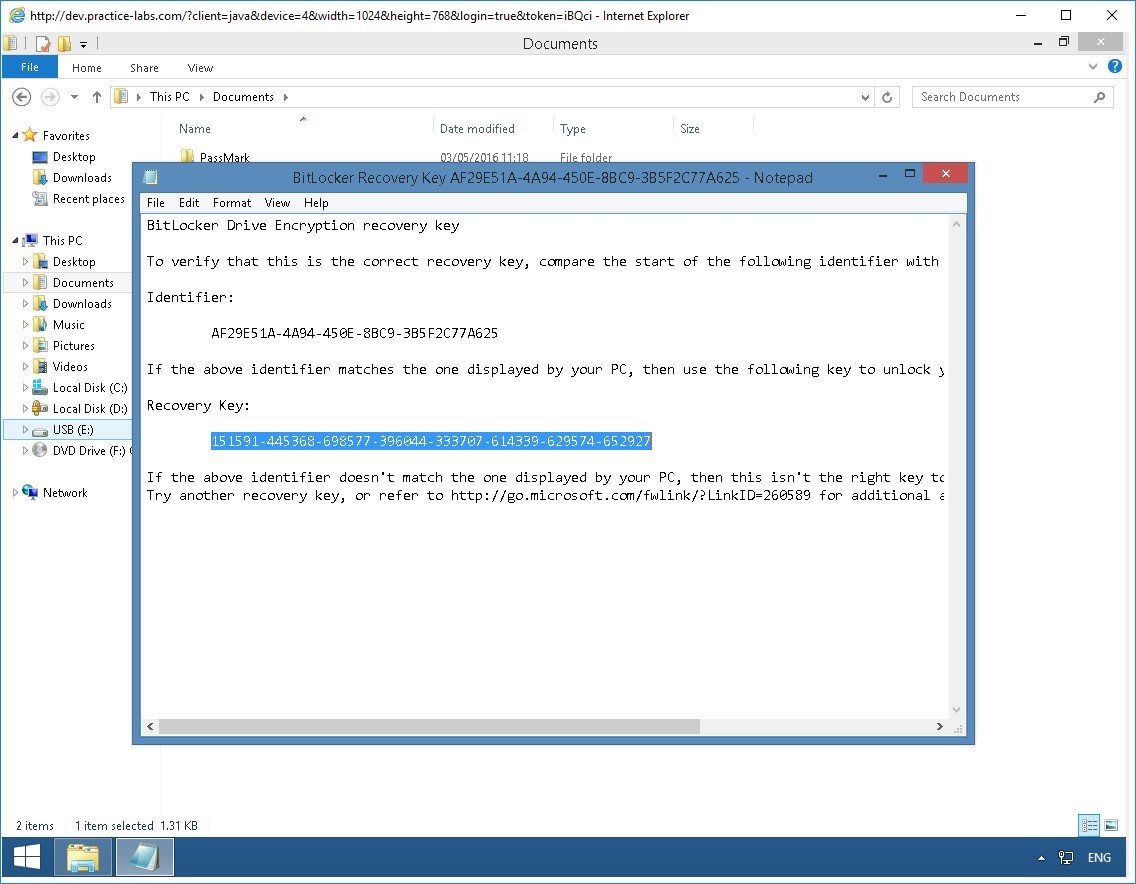 http://dev.practice-labs.com/?client=java&device=4&width=1024&height=768&login=true&token=iBQci - Internet Explorer
Documents
File Home Share View
This PC Documents
Search Documents
Name Date modified Type Size
PassMark 03/05/2016 11:18 File folder
Favorites
Desktop
Downloads
Recent places
This PC
Desktop
Documents
Downloads
Music
Pictures
Videos
Local Disk (C:)
Local Disk (D:)
USB (E:)
DVD Drive (F:)
Network
BitLocker Recovery Key AF29E51A-4A94-450E-8BC9-3B5F2C77A625 - Notepad
File Edit Format View Help
BitLocker Drive Encryption recovery key
To verify that this is the correct recovery key, compare the start of the following identifier with
Identifier:
AF29E51A-4A94-450E-8BC9-3B5F2C77A625
If the above identifier matches the one displayed by your PC, then use the following key to unlock
Recovery Key:
151591-445368-698577-396044-333707-614339-629574-652927
If the above identifier doesn't match the one displayed by your PC, then this isn't the right key to
Try another recovery key, or refer to http://go.microsoft.com/fwlink/?LinkID=260589 for additional
2 items 1 item selected 1.31 KB
ENG